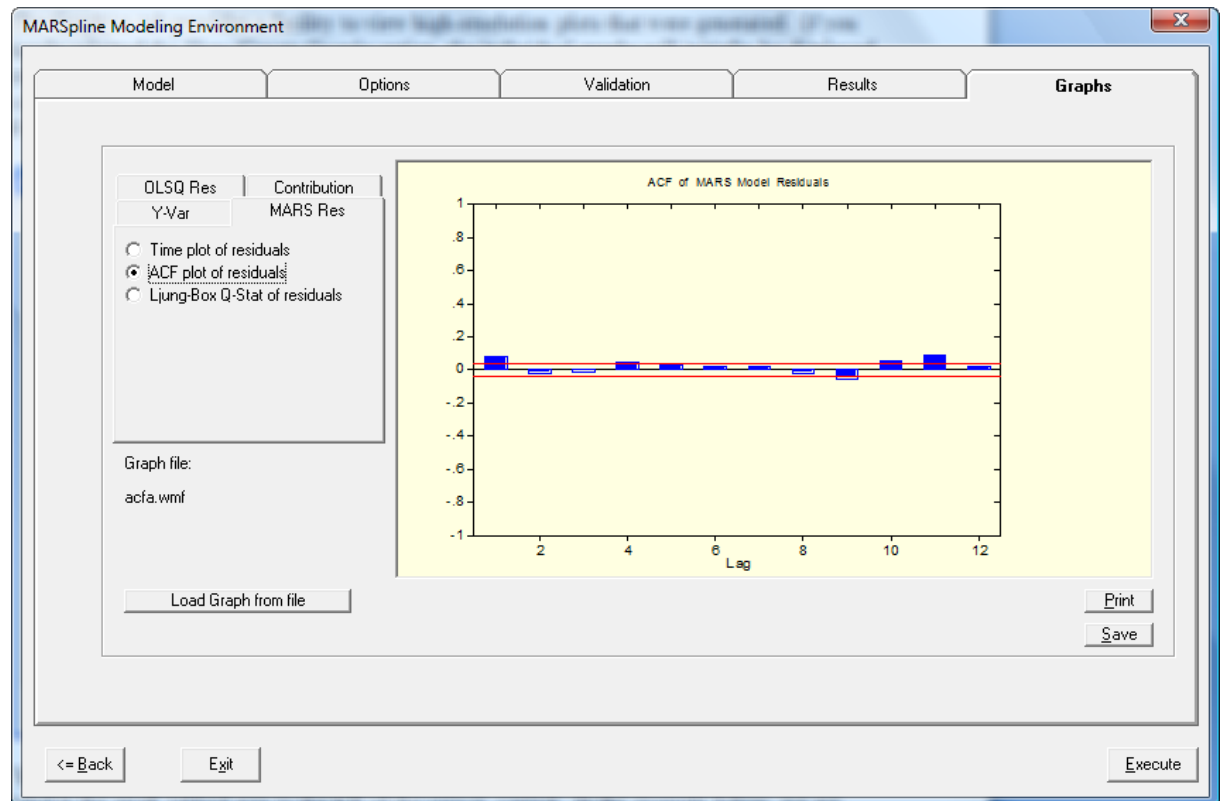 MARSpline Modeling Environment
Model Options Validation Results Graphs
OLSQ Res Contribution
Y-Var MARS Res
Time plot of residuals
ACF plot of residuals
Ljung-Box Q-Stat of residuals
Graph file:
acfa.wmf
Load Graph from file
ACF of MARS Model Residuals
1
.8
.6
.4
.2
0
-.2
-.4
-.6
-.8
-1
2 4 6 8 10 12
Lag
Print
Save
<= Back Exit Execute